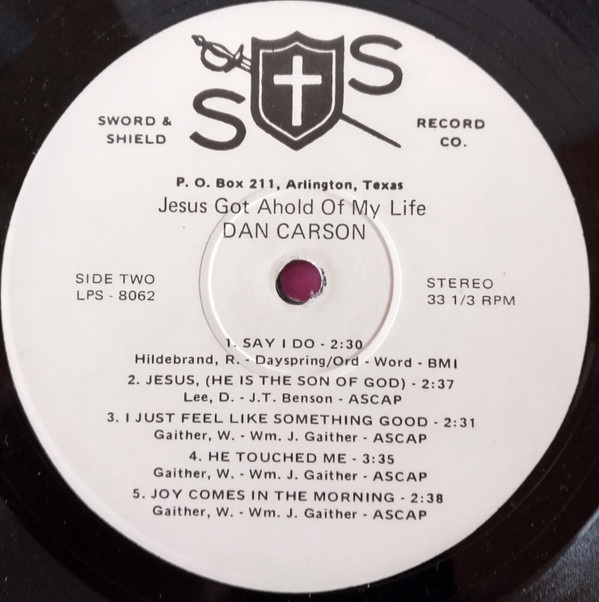 S S
SWORD &
SHIELD
RECORD
CO.
P. O. Box 211, Arlington, Texas
Jesus Got Ahold Of My Life
DAN CARSON
SIDE TWO
LPS - 8062
STEREO
33 1/3 RPM
1. SAY I DO - 2:30
Hildebrand, R. - Dayspring/Ord - Word - BMI
2. JESUS, (HE IS THE SON OF GOD) - 2:37
Lee, D. - J.T. Benson - ASCAP
3. I JUST FEEL LIKE SOMETHING GOOD - 2:31
Gaither, W. - Wm. J. Gaither - ASCAP
4. HE TOUCHED ME - 3:35
Gaither, W. - Wm. J. Gaither - ASCAP
5. JOY COMES IN THE MORNING - 2:38
Gaither, W. - Wm. J. Gaither - ASCAP